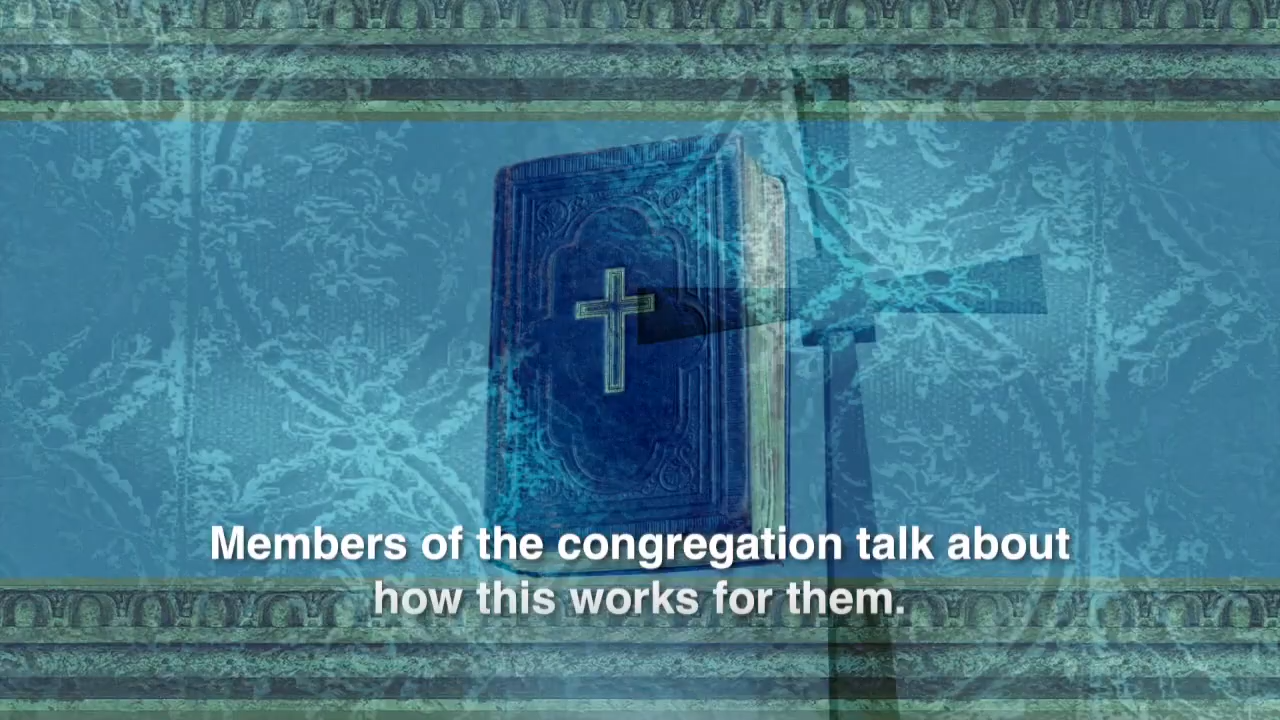 Members of the congregation talk about
how this works for them.